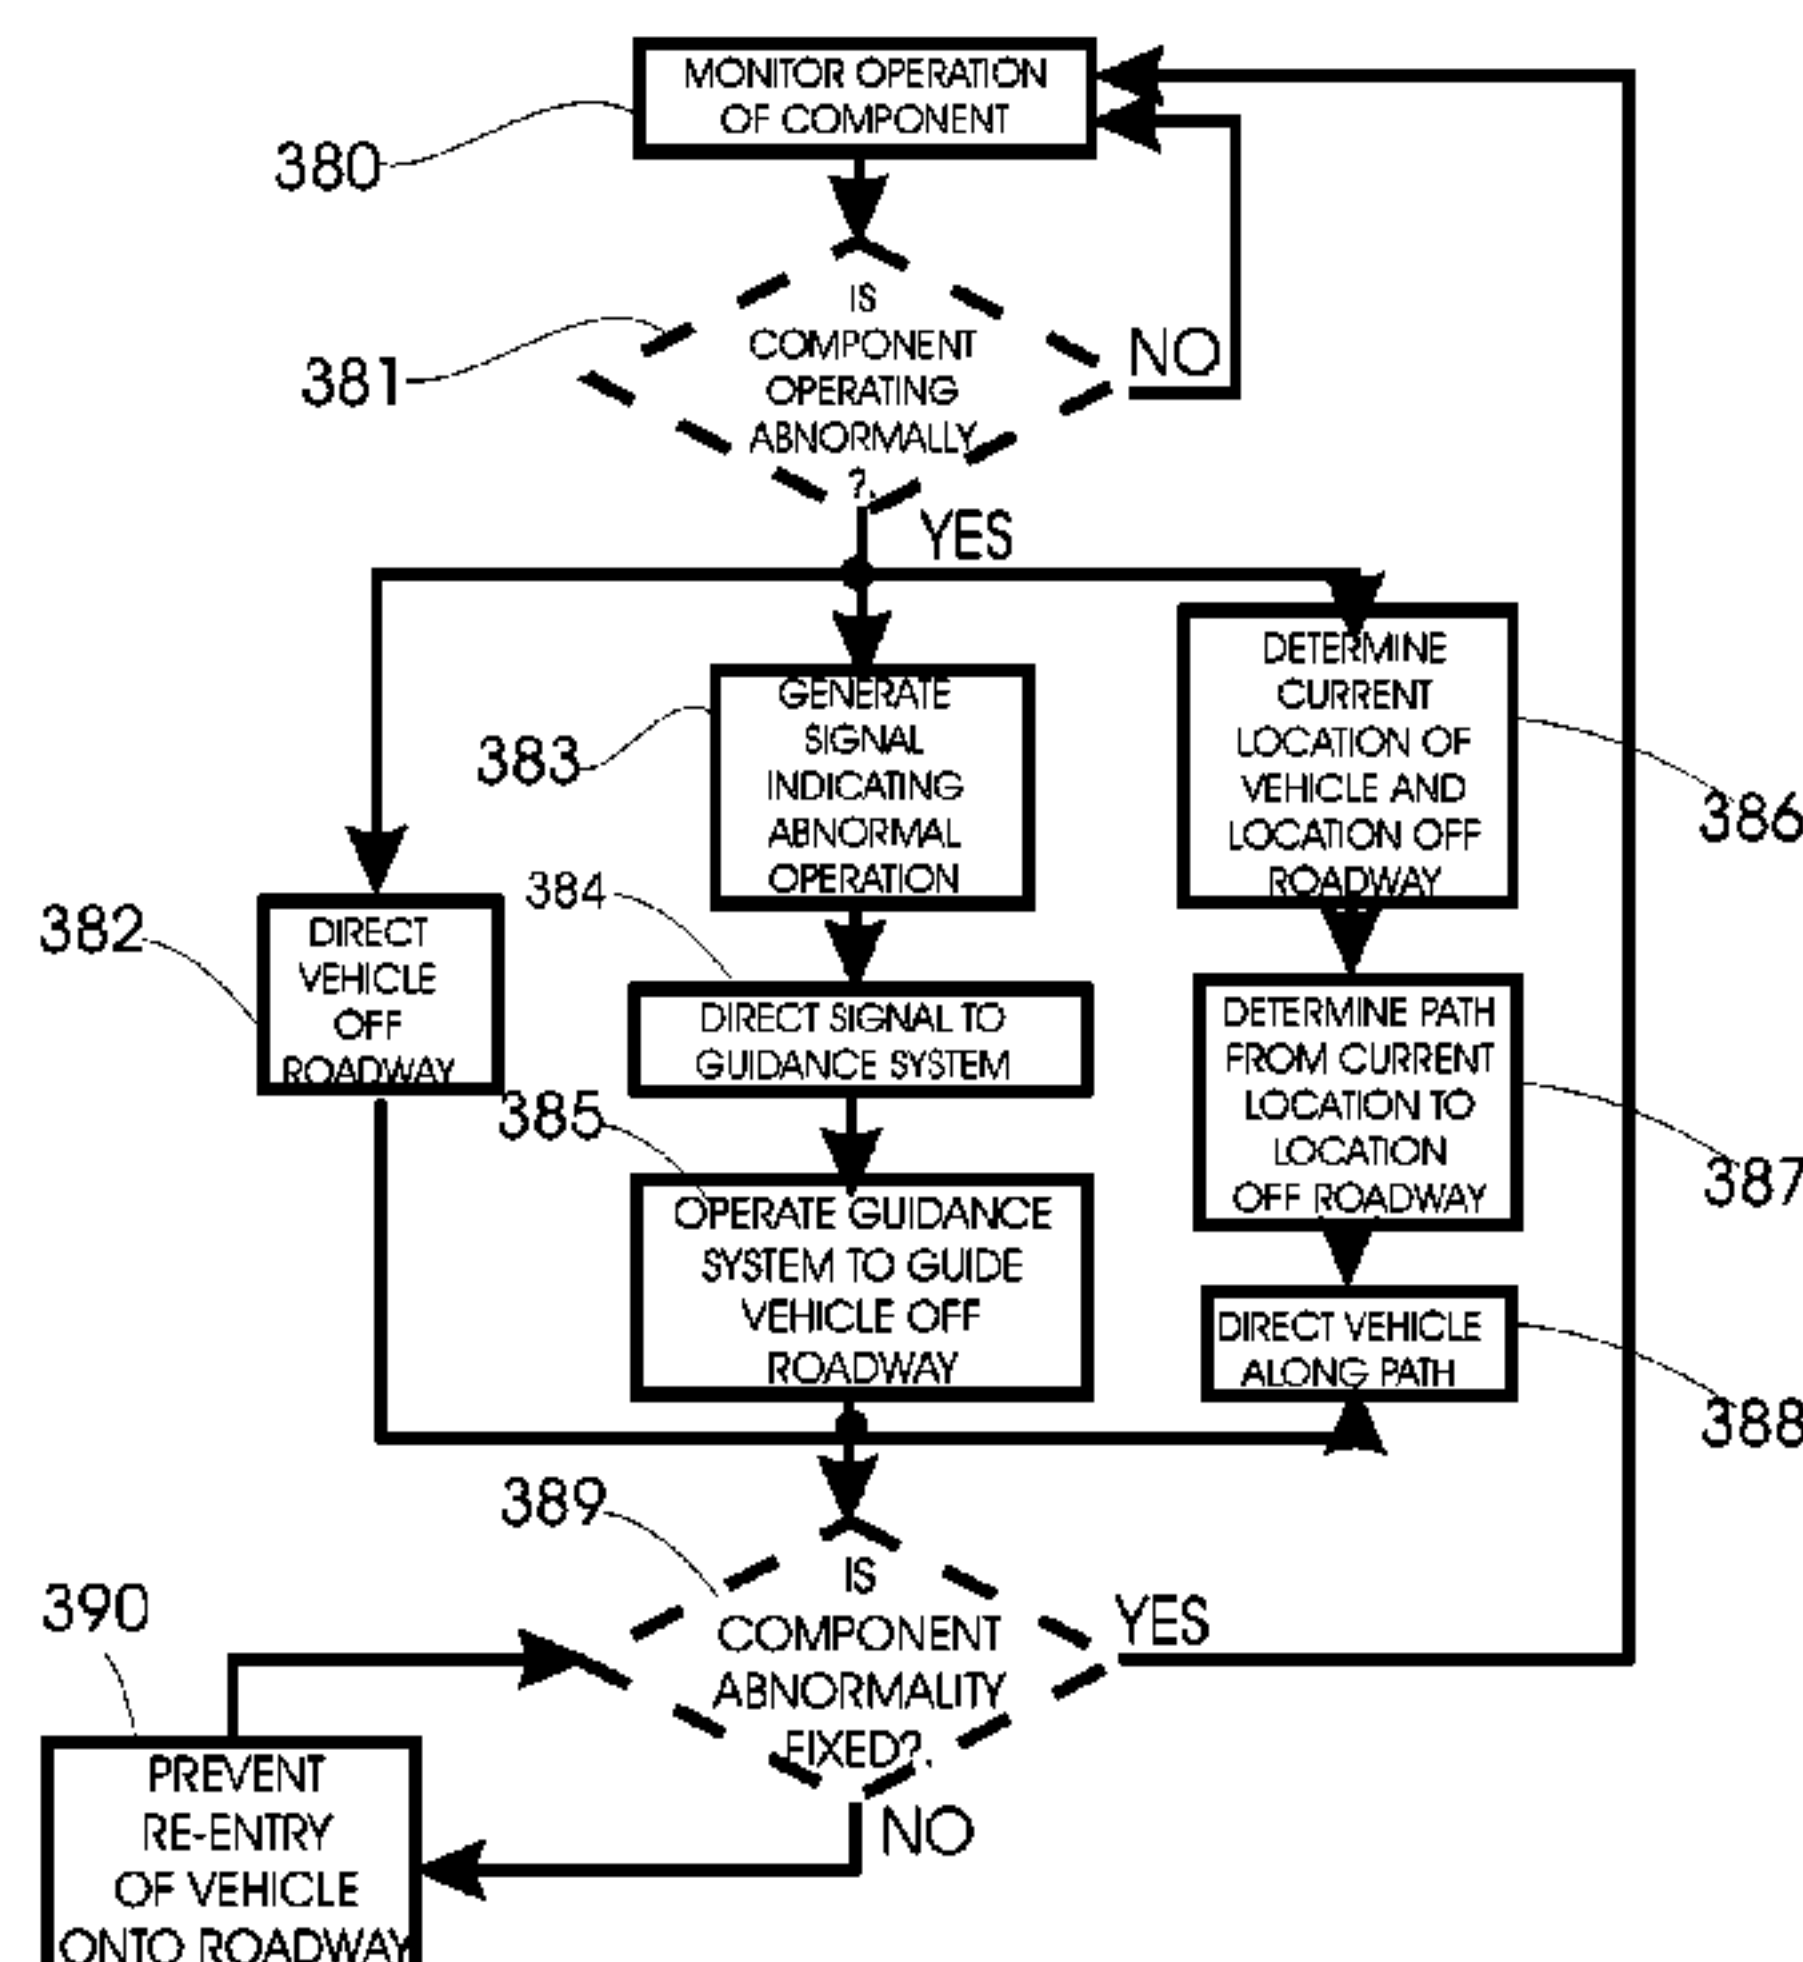 MONITOR OPERATION
OF COMPONENT
380
IS
COMPONENT
OPERATING
ABNORMALLY
?.
381
NO
YES
DIRECT
VEHICLE
OFF
ROADWAY
382
GENERATE
SIGNAL
INDICATING
ABNORMAL
OPERATION
383
384
DIRECT SIGNAL TO
GUIDANCE SYSTEM
385
OPERATE GUIDANCE
SYSTEM TO GUIDE
VEHICLE OFF
ROADWAY
DETERMINE
CURRENT
LOCATION OF
VEHICLE AND
LOCATION OFF
ROADWAY
386
DETERMINE PATH
FROM CURRENT
LOCATION TO
LOCATION
OFF ROADWAY
387
DIRECT VEHICLE
ALONG PATH
388
389
IS
COMPONENT
ABNORMALITY
FIXED?.
YES
NO
390
PREVENT
RE-ENTRY
OF VEHICLE
ONTO ROADWAY